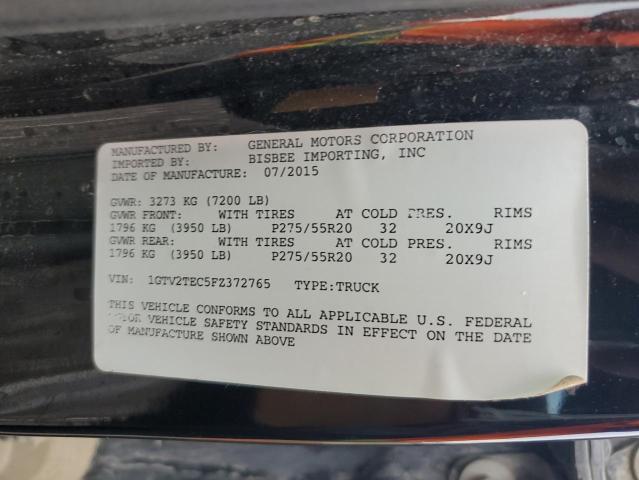 MANUFACTURED BY: GENERAL MOTORS CORPORATION
IMPORTED BY: BISBEE IMPORTING, INC
DATE OF MANUFACTURE: 07/2015
GVWR: 3273 KG (7200 LB)
GVWR FRONT: WITH TIRES AT COLD PRES. RIMS
1796 KG (3950 LB) P275/55R20 32 20X9J
GVWR REAR: WITH TIRES AT COLD PRES. RIMS
1796 KG (3950 LB) P275/55R20 32 20X9J
VIN: 1GTV2TEC5FZ372765 TYPE:TRUCK
THIS VEHICLE CONFORMS TO ALL APPLICABLE U.S. FEDERAL
MOTOR VEHICLE SAFETY STANDARDS IN EFFECT ON THE DATE
OF MANUFACTURE SHOWN ABOVE